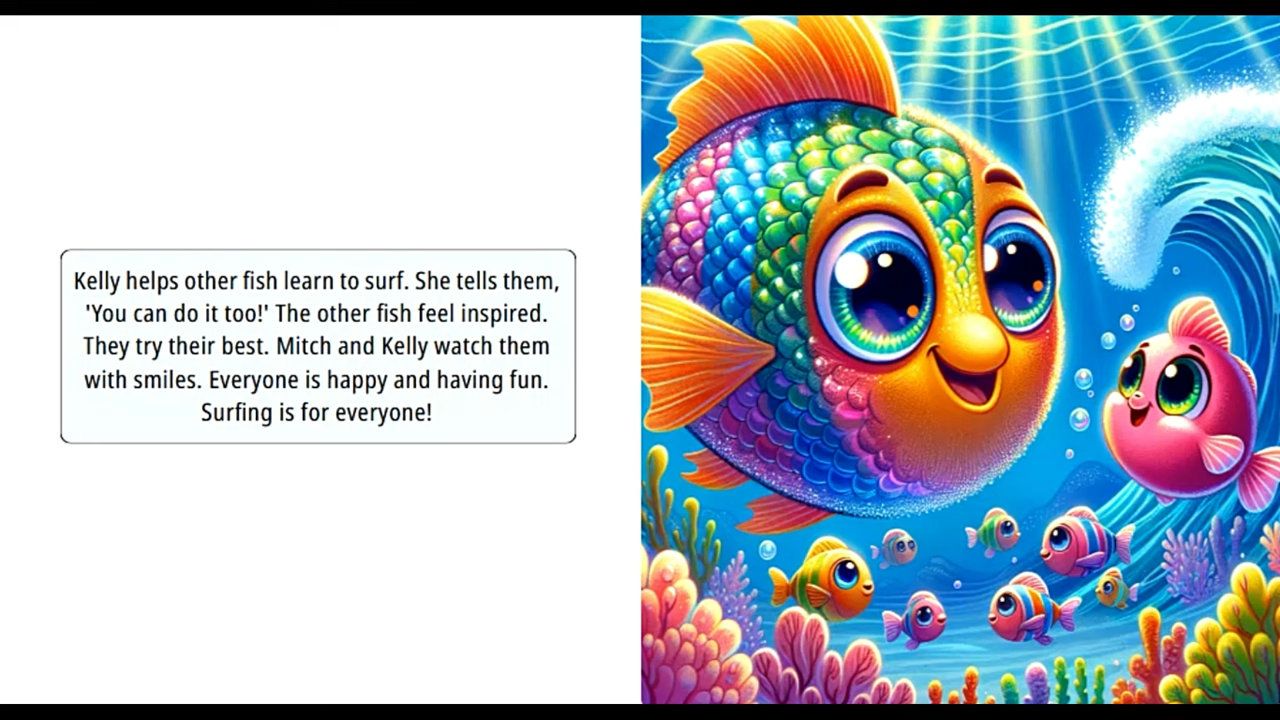 Kelly helps other fish learn to surf. She tells them,
'You can do it too!' The other fish feel inspired.
They try their best. Mitch and Kelly watch them
with smiles. Everyone is happy and having fun.
Surfing is for everyone!